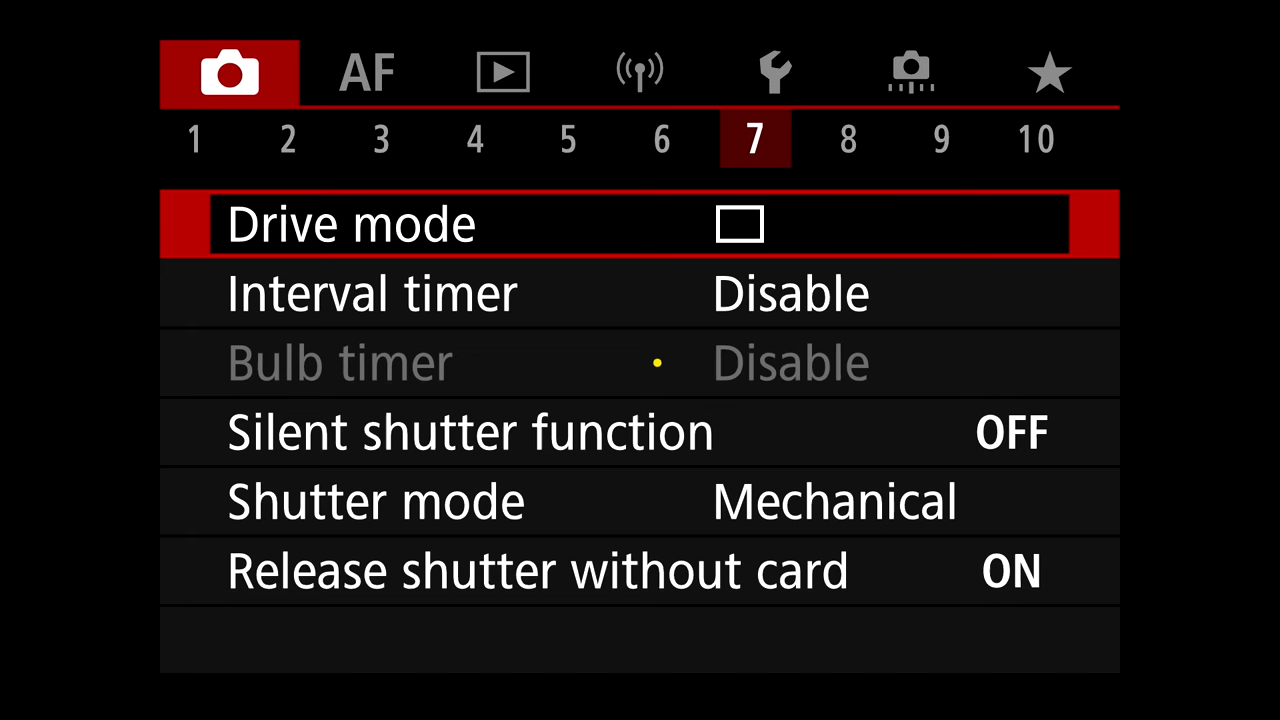 AF
1 2 3 4 5 6 7 8 9 10
Drive mode
Interval timer Disable
Bulb timer Disable
Silent shutter function OFF
Shutter mode Mechanical
Release shutter without card ON